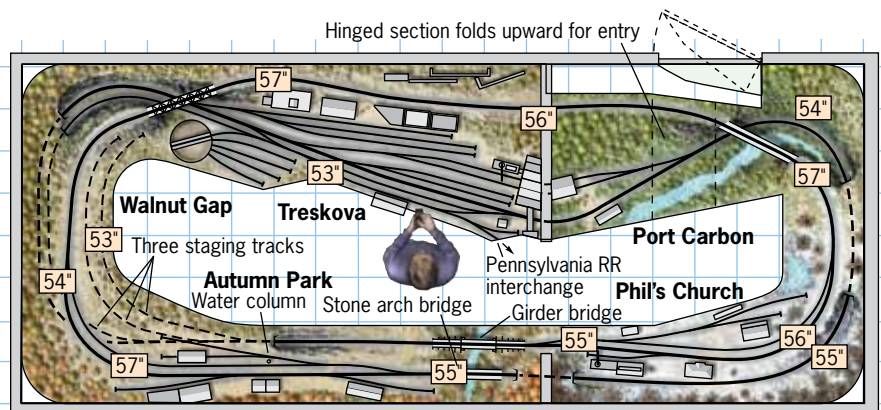 Hinged section folds upward for entry
57"
56"
54"
53"
57"
Walnut Gap
Treskova
53"
Three staging tracks
Port Carbon
54"
Autumn Park
Water column
Stone arch bridge
Pennsylvania RR
interchange
Girder bridge
Phil's Church
55"
56"
55"
57"
55"